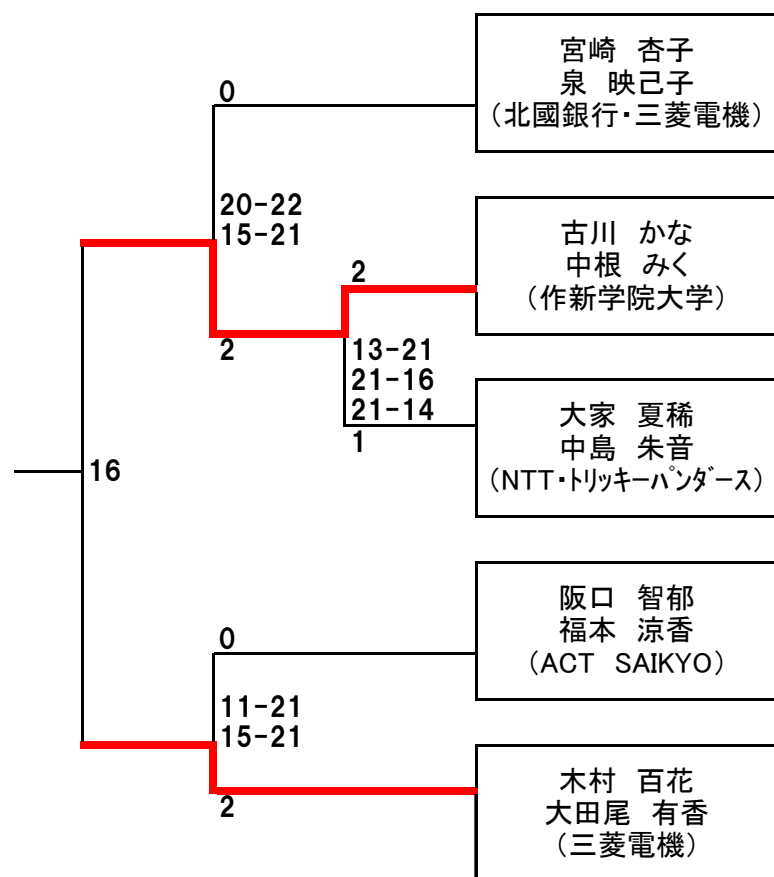 宮崎　杏子
0
泉　映己子
(北國銀行・三菱電機)
20-22
15-21
古川　かな
中根　みく
2
(作新学院大学)
2
13-21
21-16
21-14
1
大家　夏稀
中島　朱音
(NTT・トリッキーパンダース)
16
阪口　智郁
福本　涼香
0
(ACT　SAIKYO)
11-21
15-21
木村　百花
2
大田尾　有香
(三菱電機)